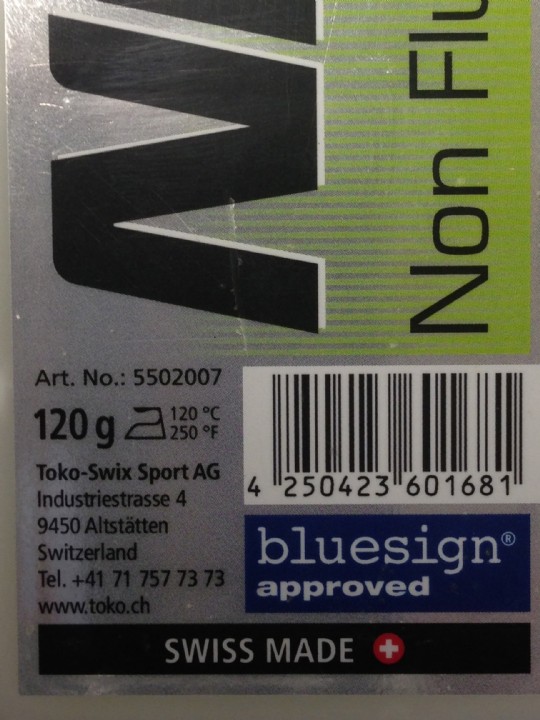 W
Non Flu
Art. No.: 5502007
120 g
120 °C
250 °F
Toko-Swix Sport AG
Industriestrasse 4
9450 Altstätten
Switzerland
Tel. +41 71 757 73 73
www.toko.ch
4 250423 601681
bluesign®
approved
SWISS MADE